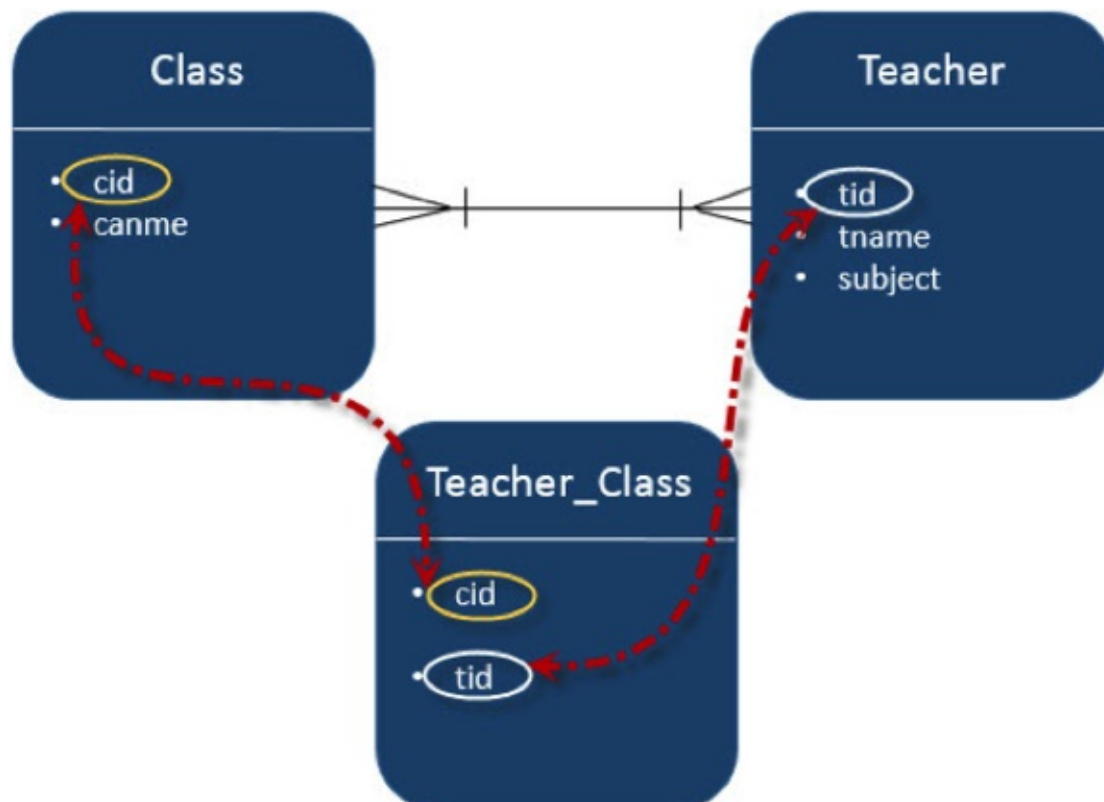 Class
cid
canme
Teacher
tid
tname
subject
Teacher_Class
cid
tid